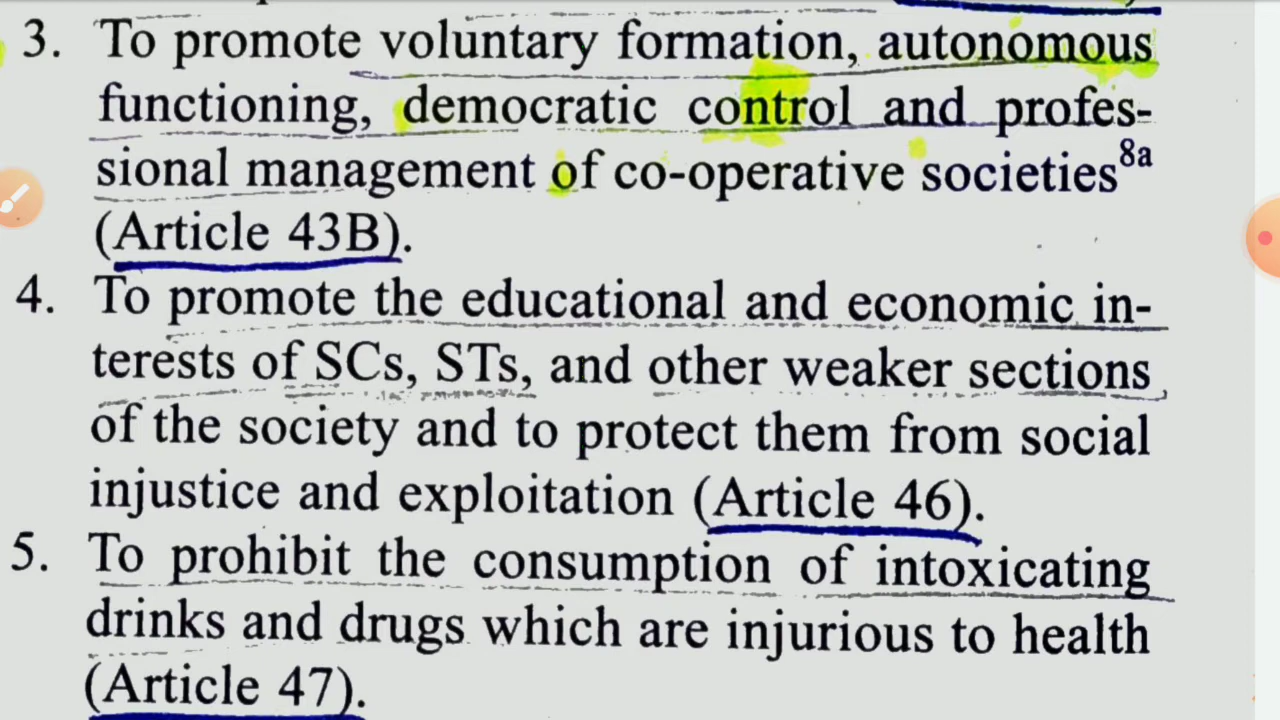 3. To promote voluntary formation, autonomous
functioning, democratic control and profes-
sional management of co-operative societies8a
(Article 43B).
4. To promote the educational and economic in-
terests of SCs, STs, and other weaker sections
of the society and to protect them from social
injustice and exploitation (Article 46).
5. To prohibit the consumption of intoxicating
drinks and drugs which are injurious to health
(Article 47).